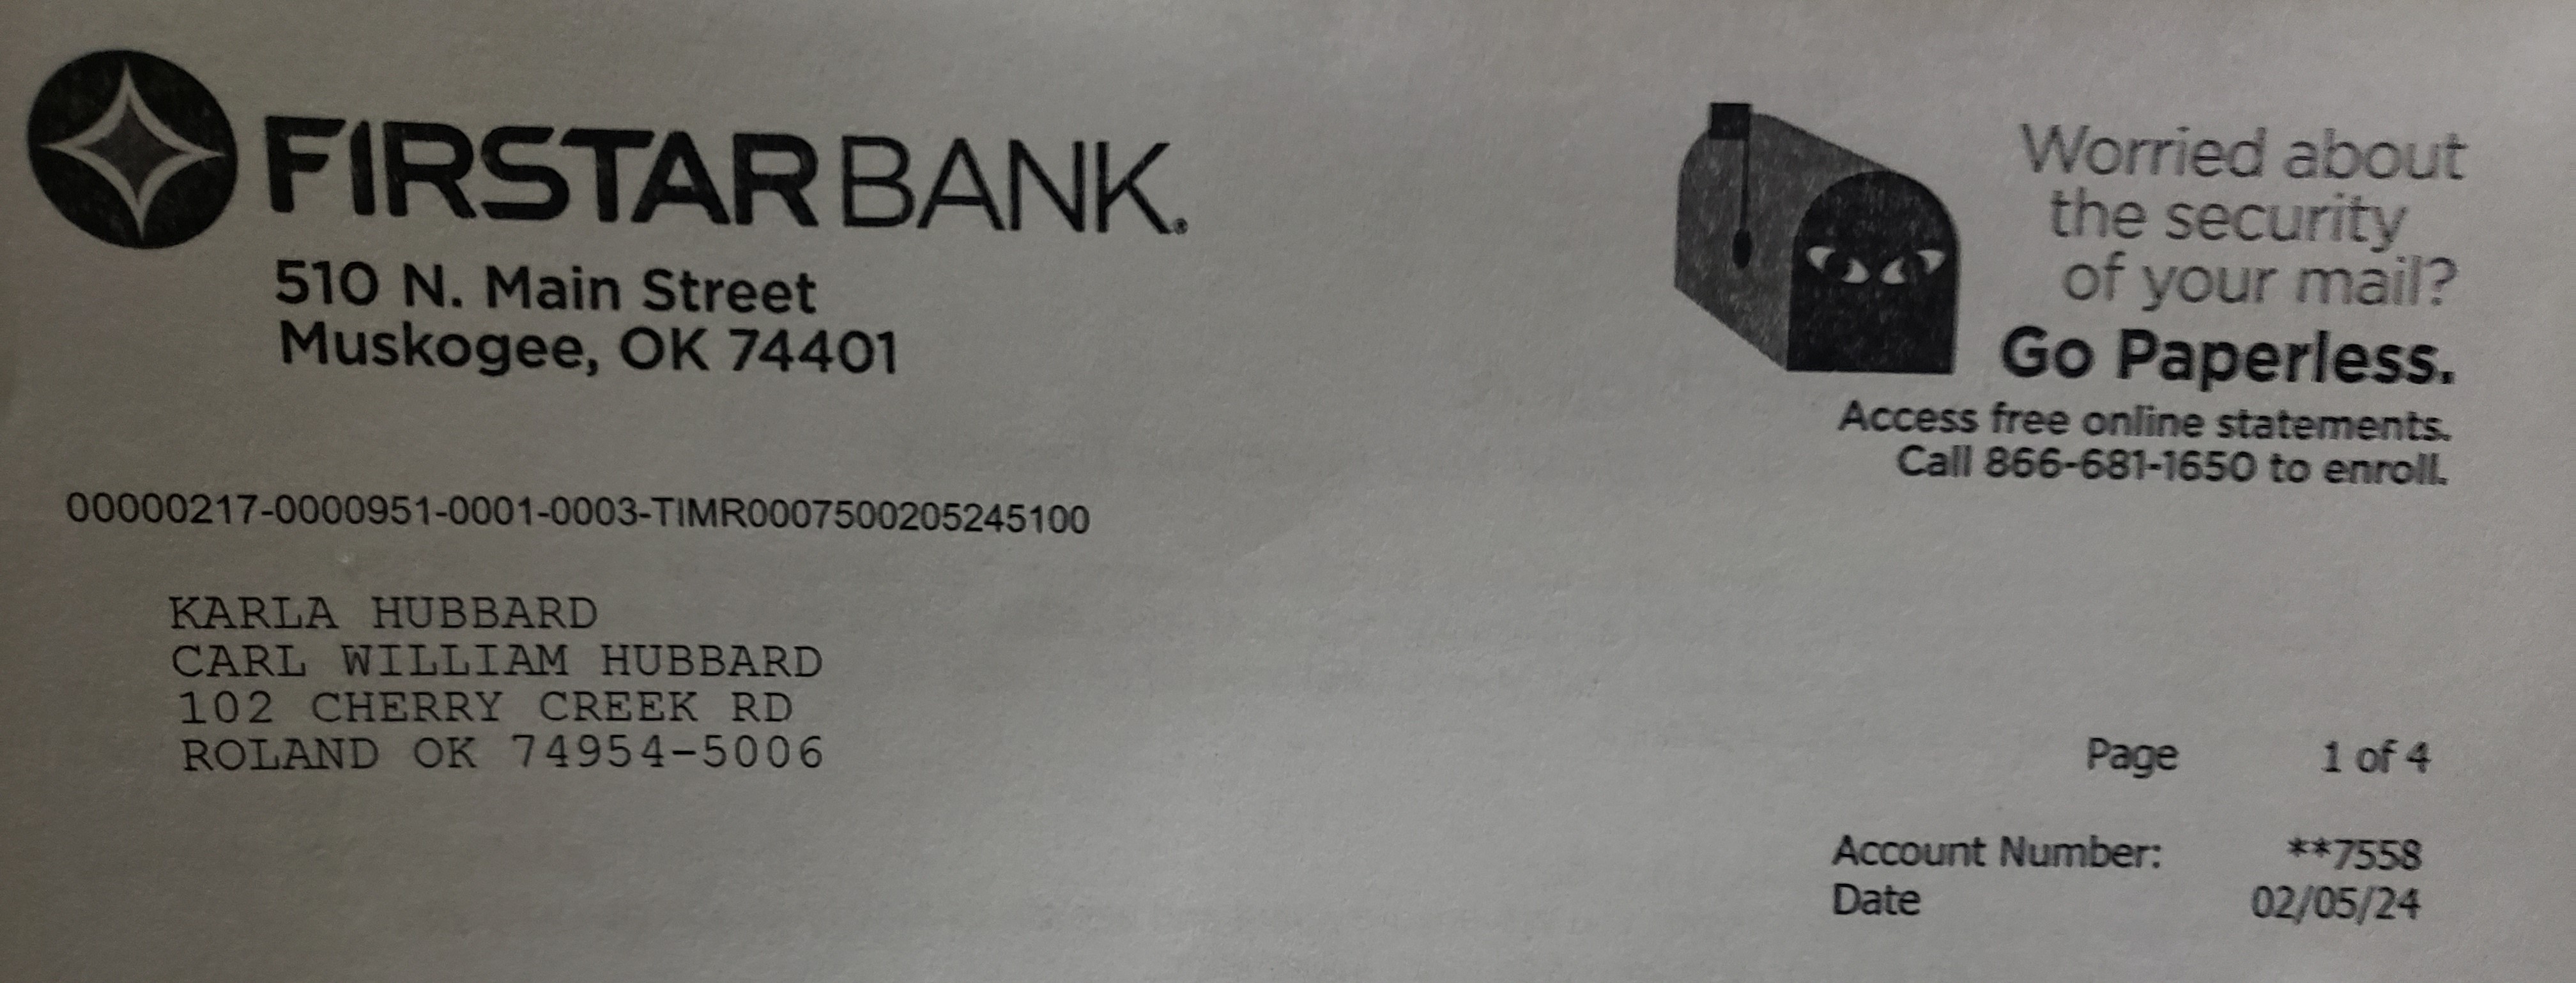 FIRSTAR BANK.
510 N. Main Street
Muskogee, OK 74401
Worried about
the security
of your mail?
Go Paperless.
Access free online statements.
Call 866-681-1650 to enroll.
00000217-0000951-0001-0003-TIMR0007500205245100
KARLA HUBBARD
CARL WILLIAM HUBBARD
102 CHERRY CREEK RD
ROLAND OK 74954-5006
Page 1 of 4
Account Number: **7558
Date 02/05/24